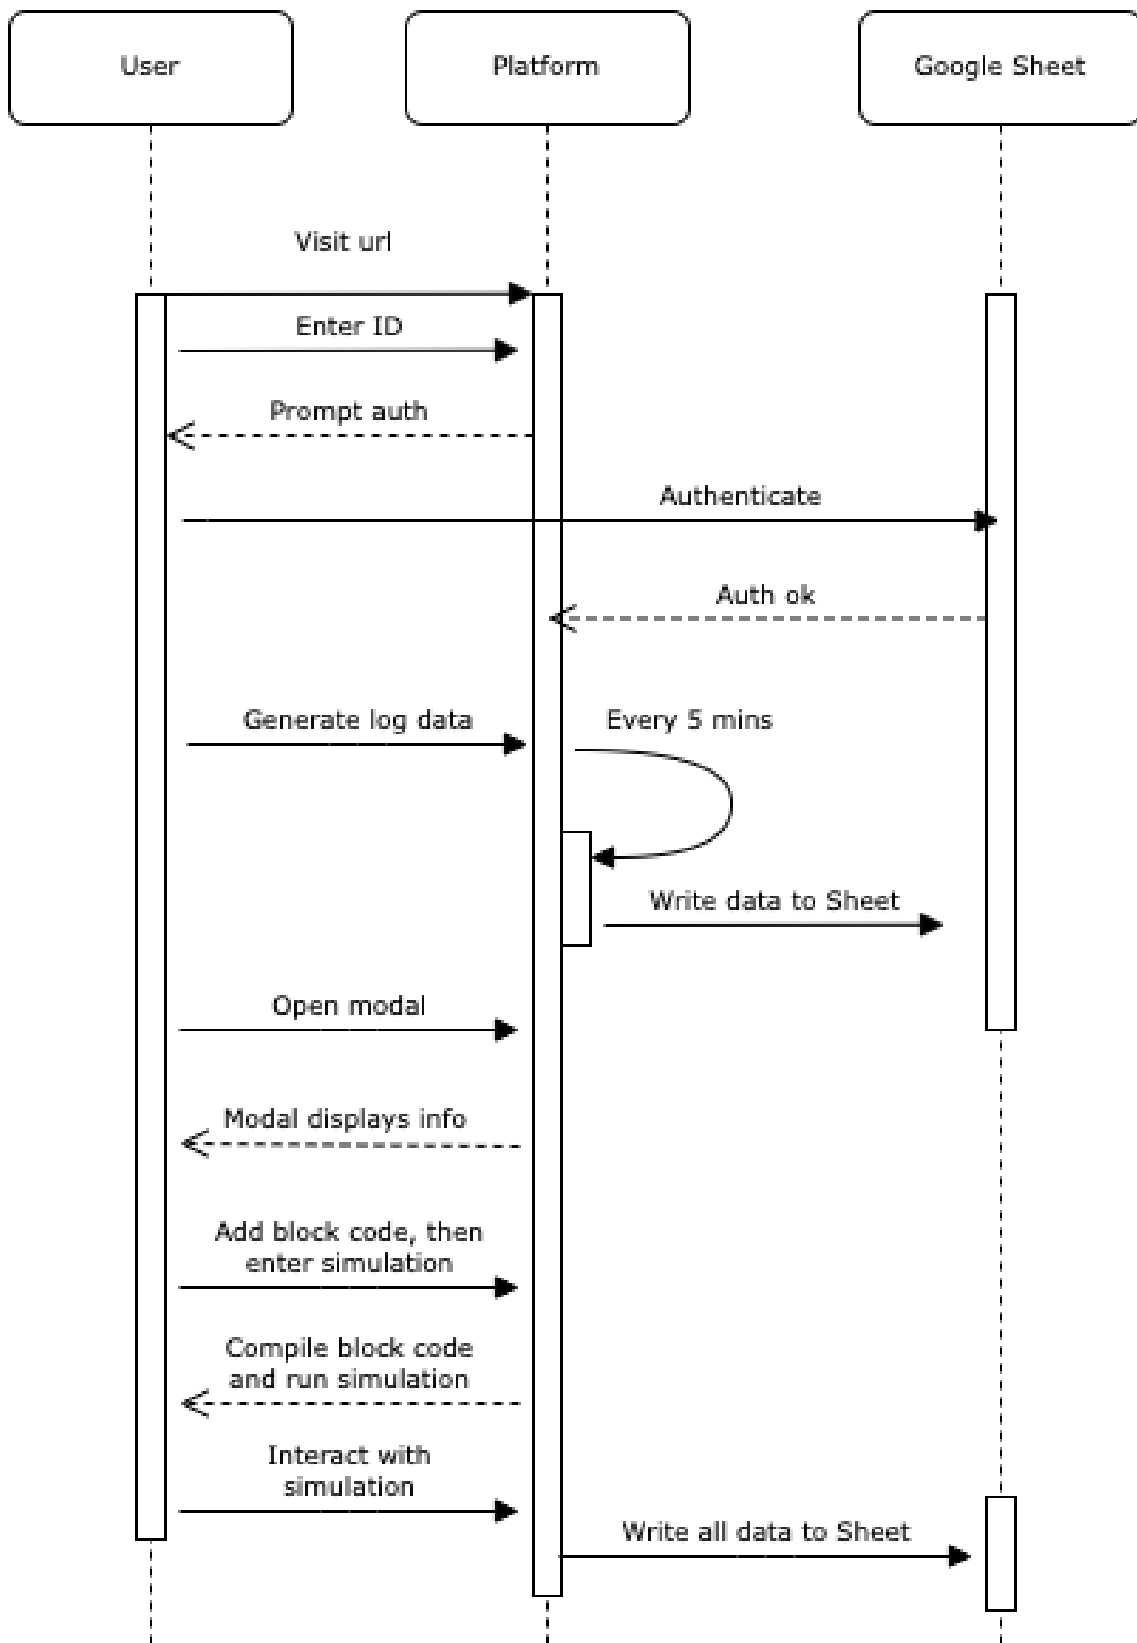 User
Platform
Google Sheet
Visit url
Enter ID
Prompt auth
Authenticate
Auth ok
Generate log data
Every 5 mins
Write data to Sheet
Open modal
Modal displays info
Add block code, then
enter simulation
Compile block code
and run simulation
Interact with
simulation
Write all data to Sheet